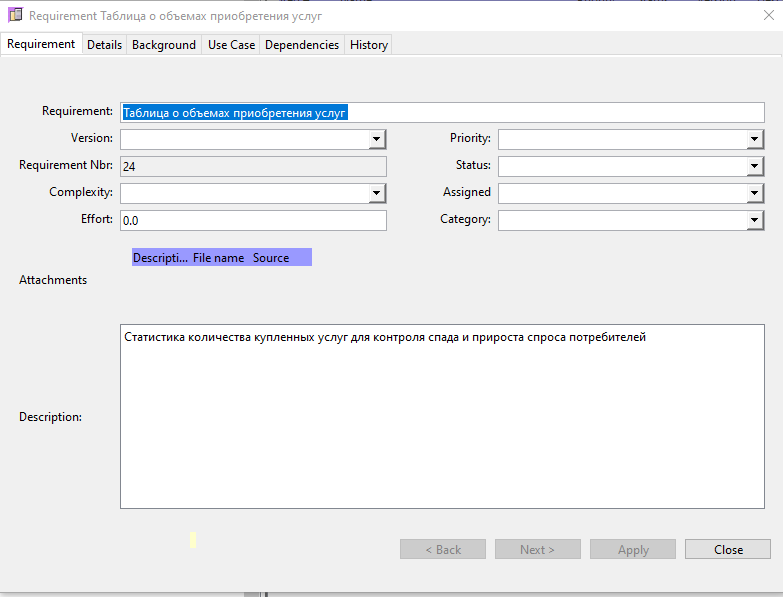 Requirement Таблица о объемах приобретения услуг
Requirement Details Background Use Case Dependencies History
Requirement: Таблица о объемах приобретения услуг
Version: Priority:
Requirement Nbr: 24 Status:
Complexity: Assigned
Effort: 0.0 Category:
Descripti... File name Source
Attachments
Статистика количества купленных услуг для контроля спада и прироста спроса потребителей
Description:
< Back Next > Apply Close